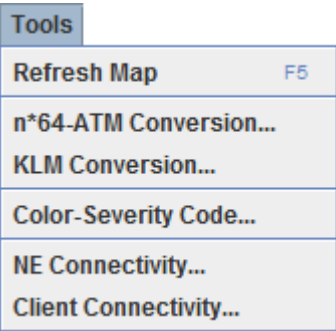 Tools
Refresh Map F5
n*64-ATM Conversion...
KLM Conversion...
Color-Severity Code...
NE Connectivity...
Client Connectivity...